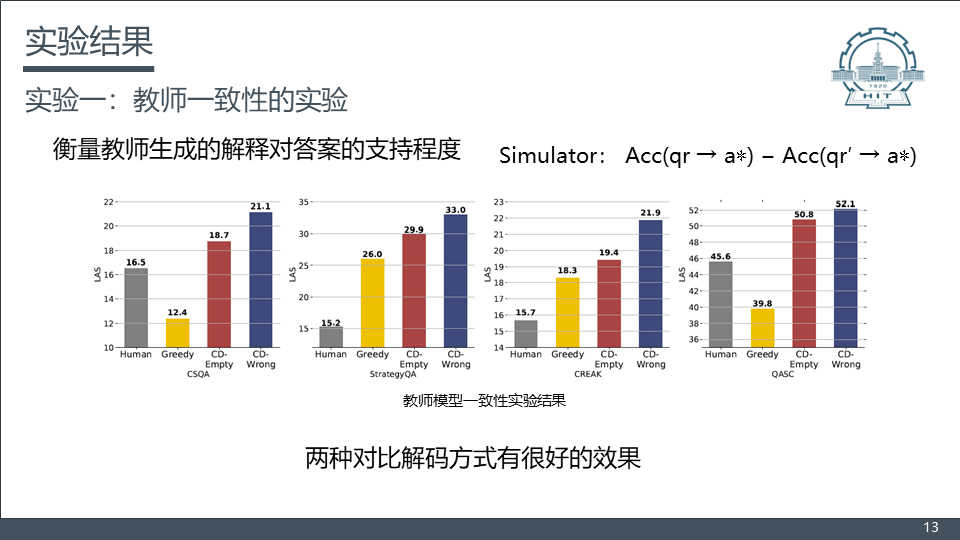 实验结果
1920
HIT
实验一：教师一致性的实验
衡量教师生成的解释对答案的支持程度
Simulator： Acc(qr → a*) – Acc(qr′ → a*)
22
20
18
16
14
12
10
LAS
16.5
12.4
18.7
21.1
Human Greedy CD-Empty CD-Wrong
CSQA
35
30
25
20
15
LAS
15.2
26.0
29.9
33.0
Human Greedy CD-Empty CD-Wrong
StrategyQA
23
22
21
20
19
18
17
16
15
14
LAS
15.7
18.3
19.4
21.9
Human Greedy CD-Empty CD-Wrong
CREAK
52
50
48
46
44
42
40
38
36
LAS
45.6
39.8
50.8
52.1
Human Greedy CD-Empty CD-Wrong
QASC
教师模型一致性实验结果
两种对比解码方式有很好的效果
13